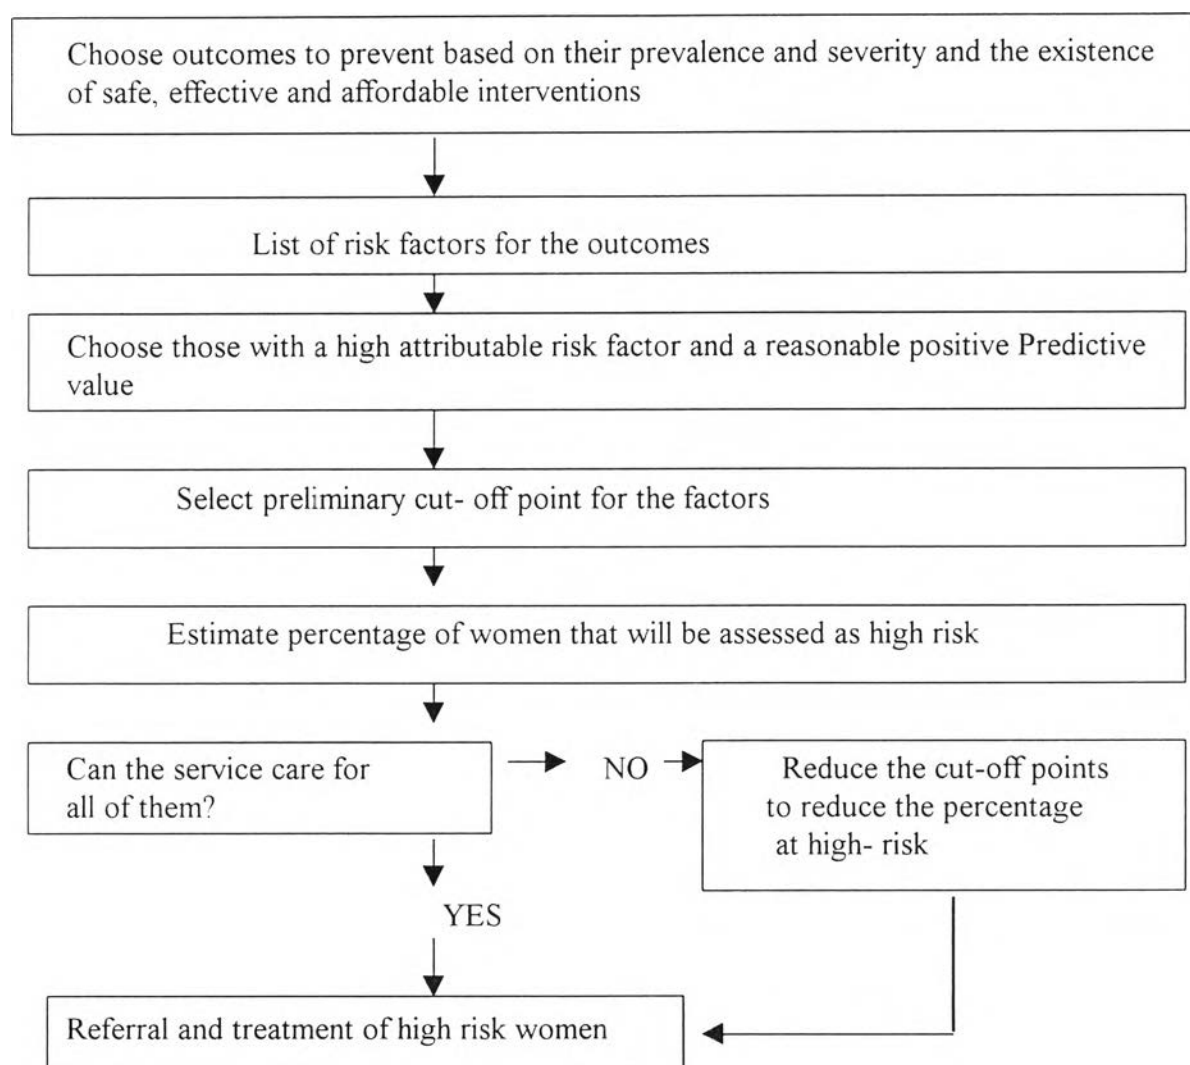 Choose outcomes to prevent based on their prevalence and severity and the existence
of safe, effective and affordable interventions
List of risk factors for the outcomes
Choose those with a high attributable risk factor and a reasonable positive Predictive
value
Select preliminary cut- off point for the factors
Estimate percentage of women that will be assessed as high risk
Can the service care for
all of them?
NO
Reduce the cut-off points
to reduce the percentage
at high- risk
YES
Referral and treatment of high risk women